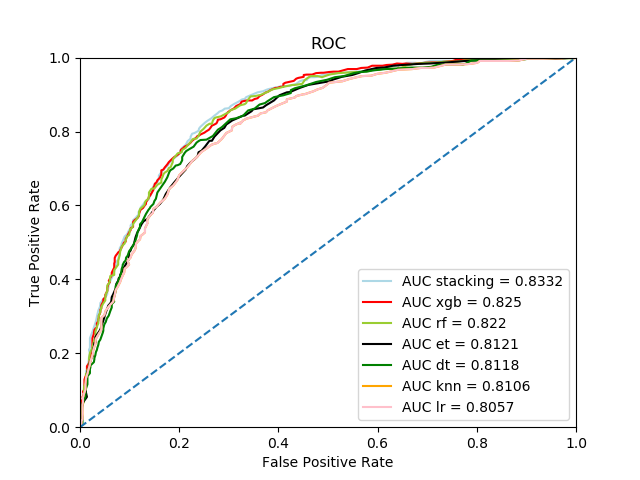 ROC
True Positive Rate
1.0
0.8
0.6
0.4
0.2
0.0
AUC stacking = 0.8332
AUC xgb = 0.825
AUC rf = 0.822
AUC et = 0.8121
AUC dt = 0.8118
AUC knn = 0.8106
AUC lr = 0.8057
0.0 0.2 0.4 0.6 0.8 1.0
False Positive Rate